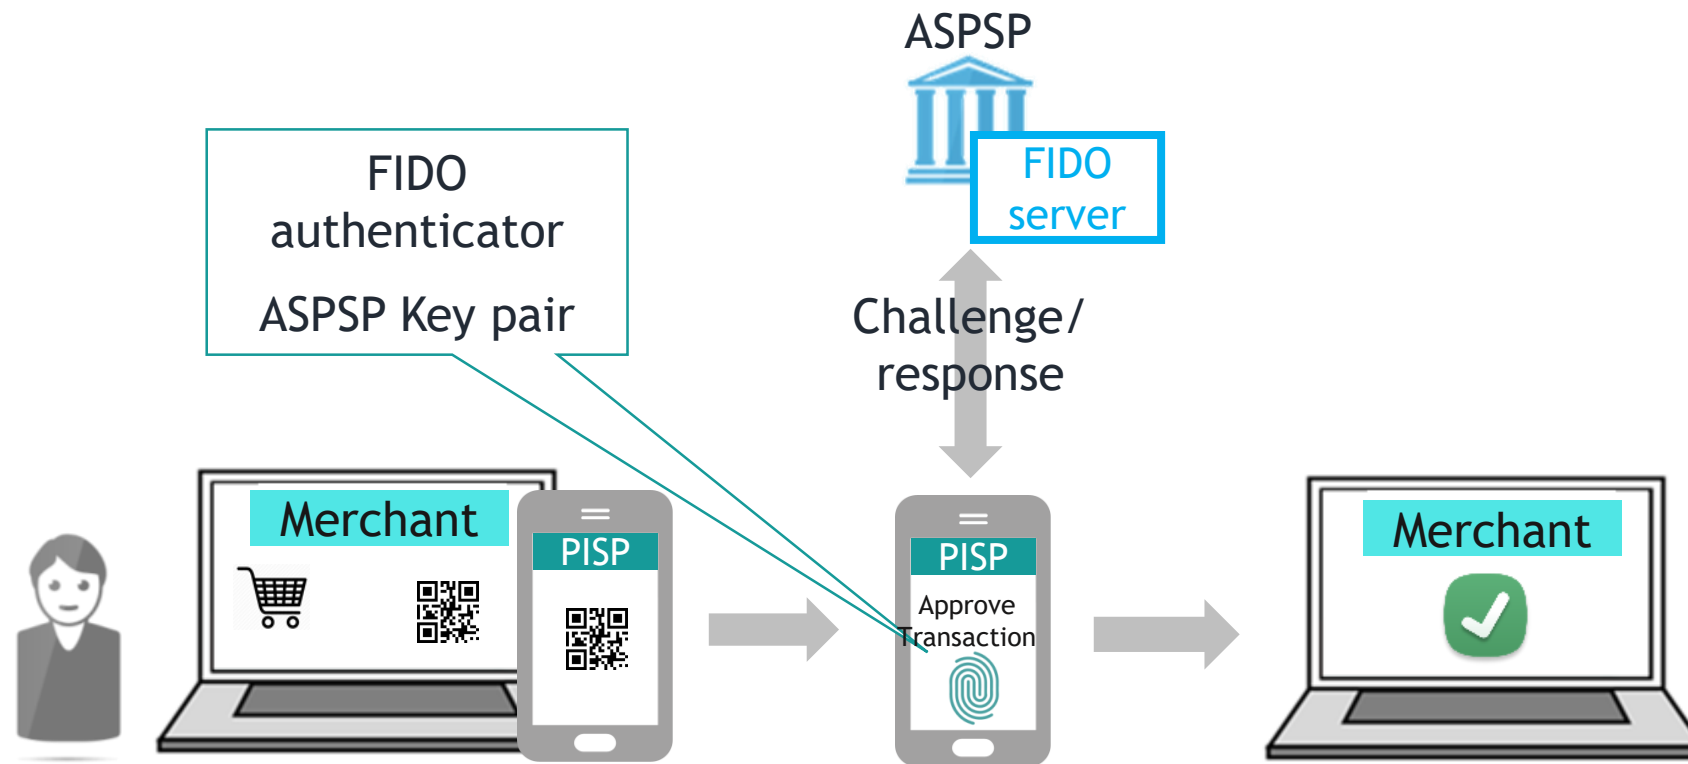 ASPSP
FIDO
server
FIDO
authenticator
ASPSP Key pair
Challenge/
response
Merchant
PISP
PISP
Approve
Transaction
Merchant